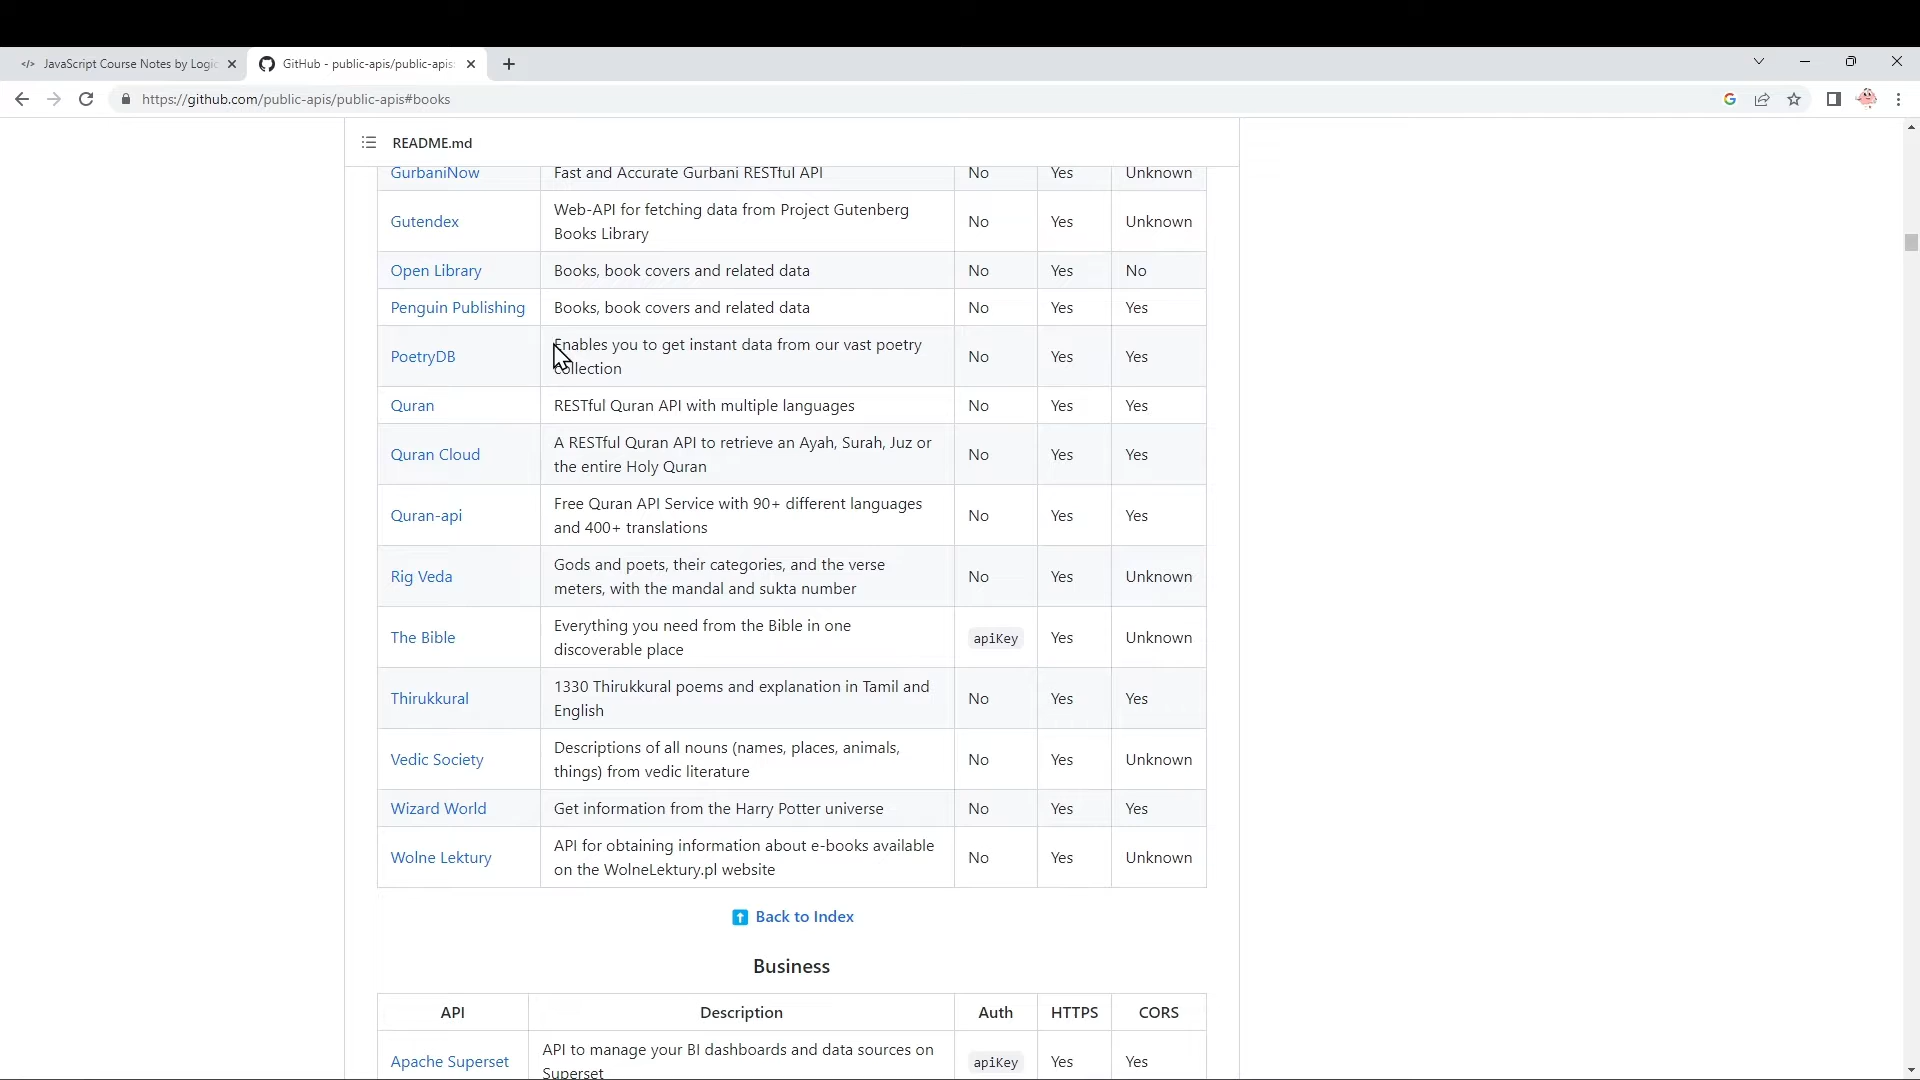 </> JavaScript Course Notes by Logic
GitHub - public-apis/public-apis:
https://github.com/public-apis/public-apis#books
README.md
GurbaniNow Fast and Accurate Gurbani RESTful API No Yes Unknown
Gutendex Web-API for fetching data from Project Gutenberg
Books Library No Yes Unknown
Open Library Books, book covers and related data No Yes No
Penguin Publishing Books, book covers and related data No Yes Yes
PoetryDB Enables you to get instant data from our vast poetry
collection No Yes Yes
Quran RESTful Quran API with multiple languages No Yes Yes
Quran Cloud A RESTful Quran API to retrieve an Ayah, Surah, Juz or
the entire Holy Quran No Yes Yes
Quran-api Free Quran API Service with 90+ different languages
and 400+ translations No Yes Yes
Rig Veda Gods and poets, their categories, and the verse
meters, with the mandal and sukta number No Yes Unknown
The Bible Everything you need from the Bible in one
discoverable place apiKey Yes Unknown
Thirukkural 1330 Thirukkural poems and explanation in Tamil and
English No Yes Yes
Vedic Society Descriptions of all nouns (names, places, animals,
things) from vedic literature No Yes Unknown
Wizard World Get information from the Harry Potter universe No Yes Yes
Wolne Lektury API for obtaining information about e-books available
on the WolneLektury.pl website No Yes Unknown
Back to Index
Business
API Description Auth HTTPS CORS
Apache Superset API to manage your BI dashboards and data sources on
Superset apiKey Yes Yes